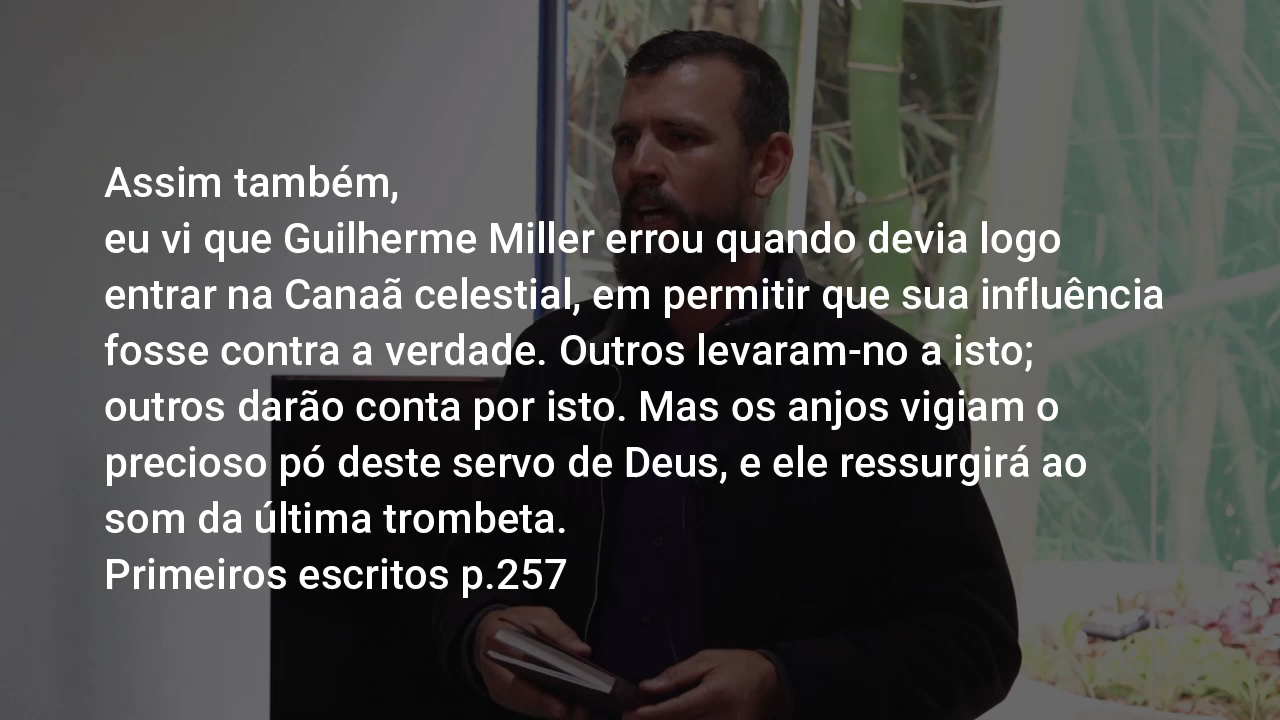 Assim também,
eu vi que Guilherme Miller errou quando devia logo
entrar na Canaã celestial, em permitir que sua influência
fosse contra a verdade. Outros levaram-no a isto;
outros darão conta por isto. Mas os anjos vigiam o
precioso pó deste servo de Deus, e ele ressurgirá ao
som da última trombeta.
Primeiros escritos p.257